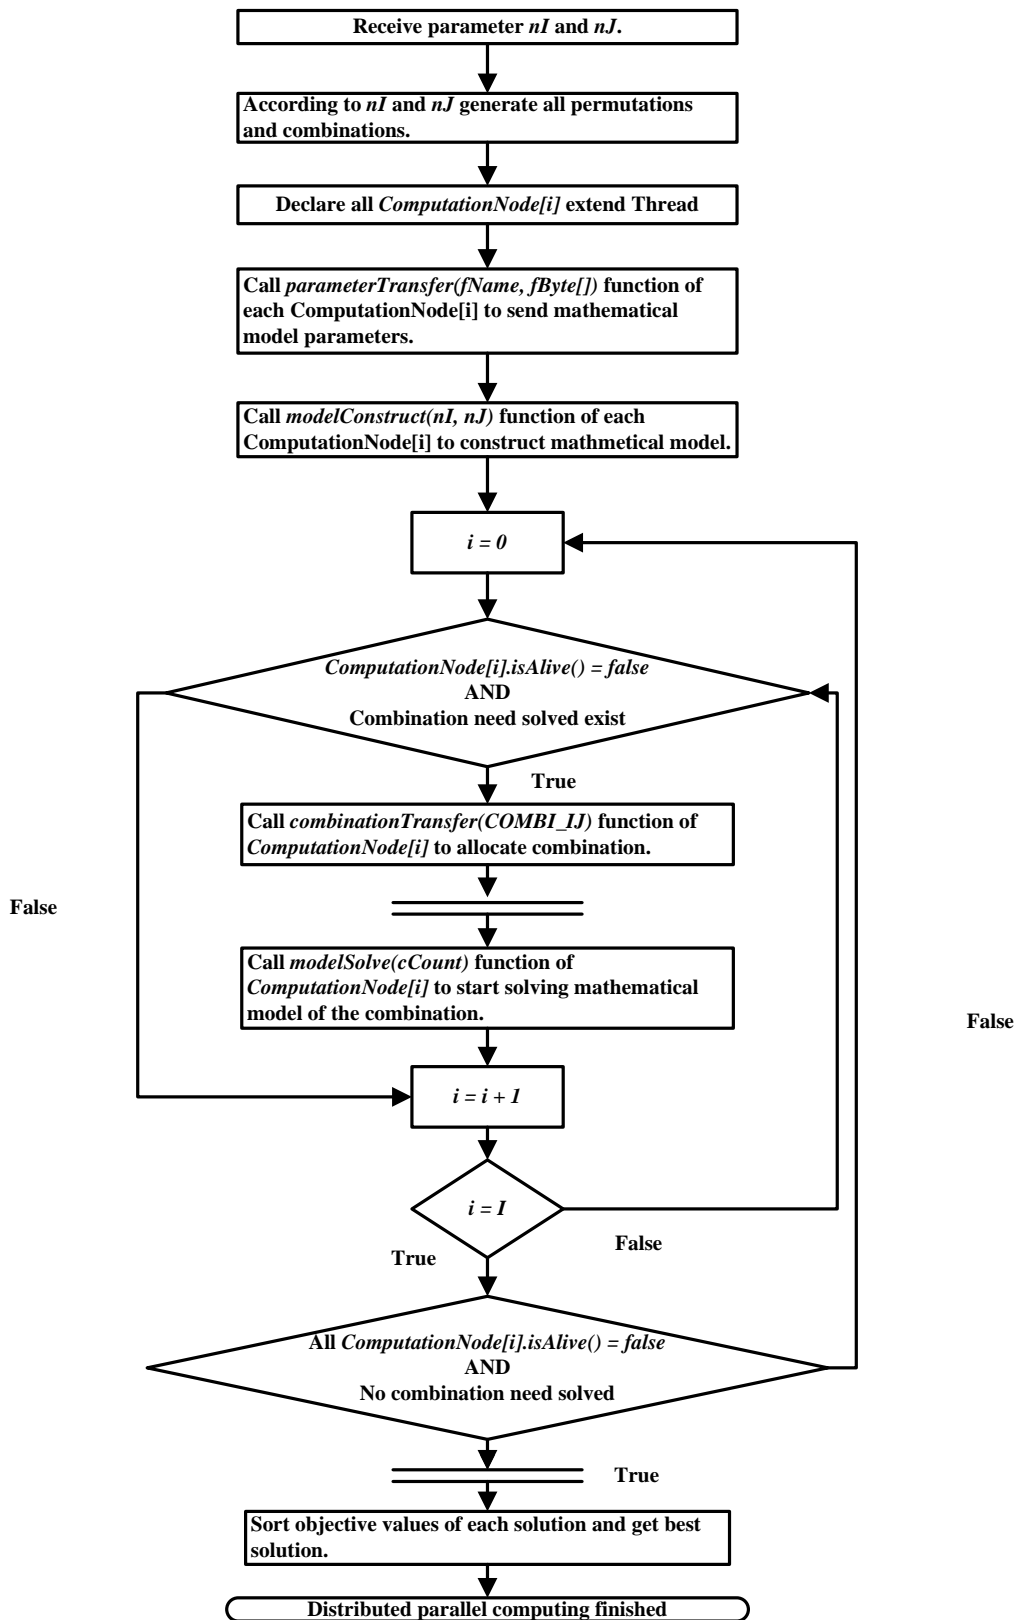 Receive parameter nI and nJ.
According to nI and nJ generate all permutations
and combinations.
Declare all ComputationNode[i] extend Thread
Call parameterTransfer(fName, fByte[]) function of
each ComputationNode[i] to send mathematical
model parameters.
Call modelConstruct(nI, nJ) function of each
ComputationNode[i] to construct mathmetical model.
i = 0
ComputationNode[i].isAlive() = false
AND
Combination need solved exist
True
Call combinationTransfer(COMBI_IJ) function of
ComputationNode[i] to allocate combination.
False
Call modelSolve(cCount) function of
ComputationNode[i] to start solving mathematical
model of the combination.
False
i = i + 1
i = I
False
True
All ComputationNode[i].isAlive() = false
AND
No combination need solved
True
Sort objective values of each solution and get best
solution.
Distributed parallel computing finished